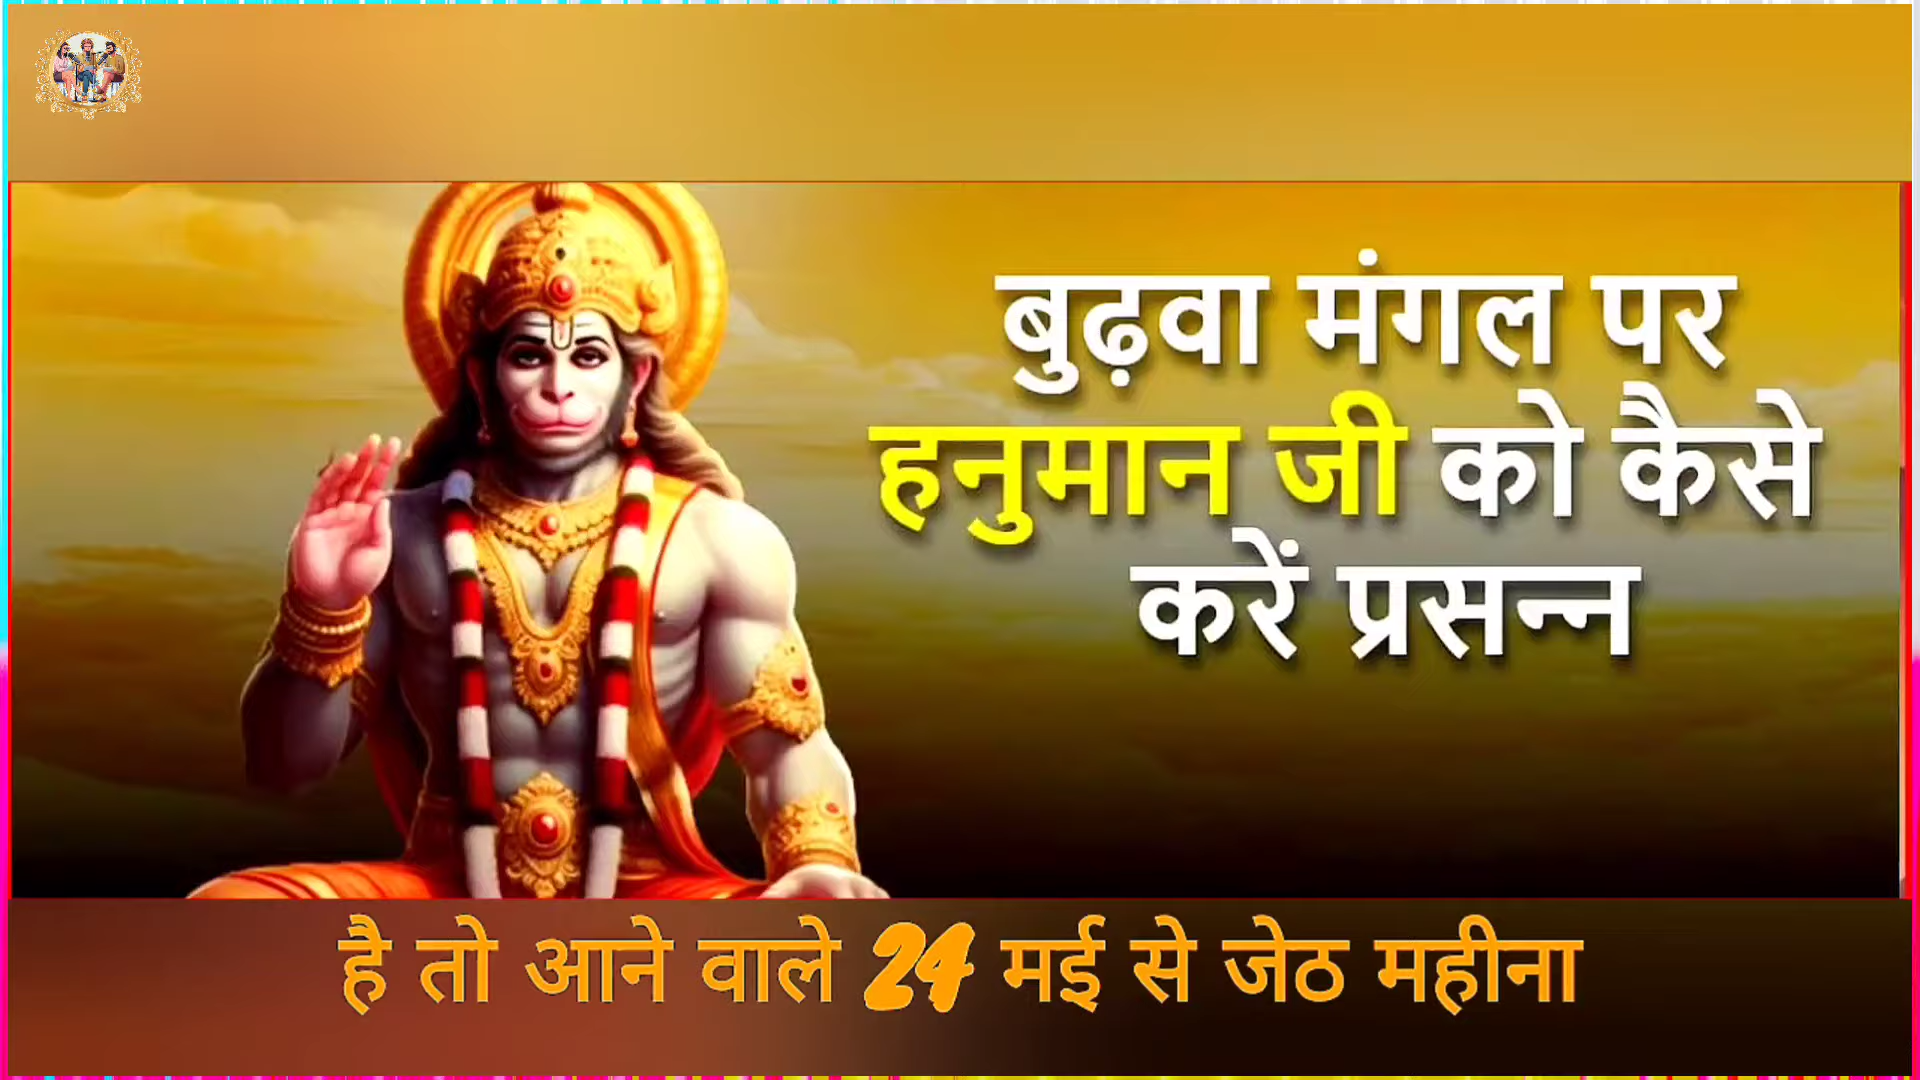 बुढ़वा मंगल पर
हनुमान जी को कैसे
करें प्रसन्न
है तो आने वाले 24 मई से जेठ महीना